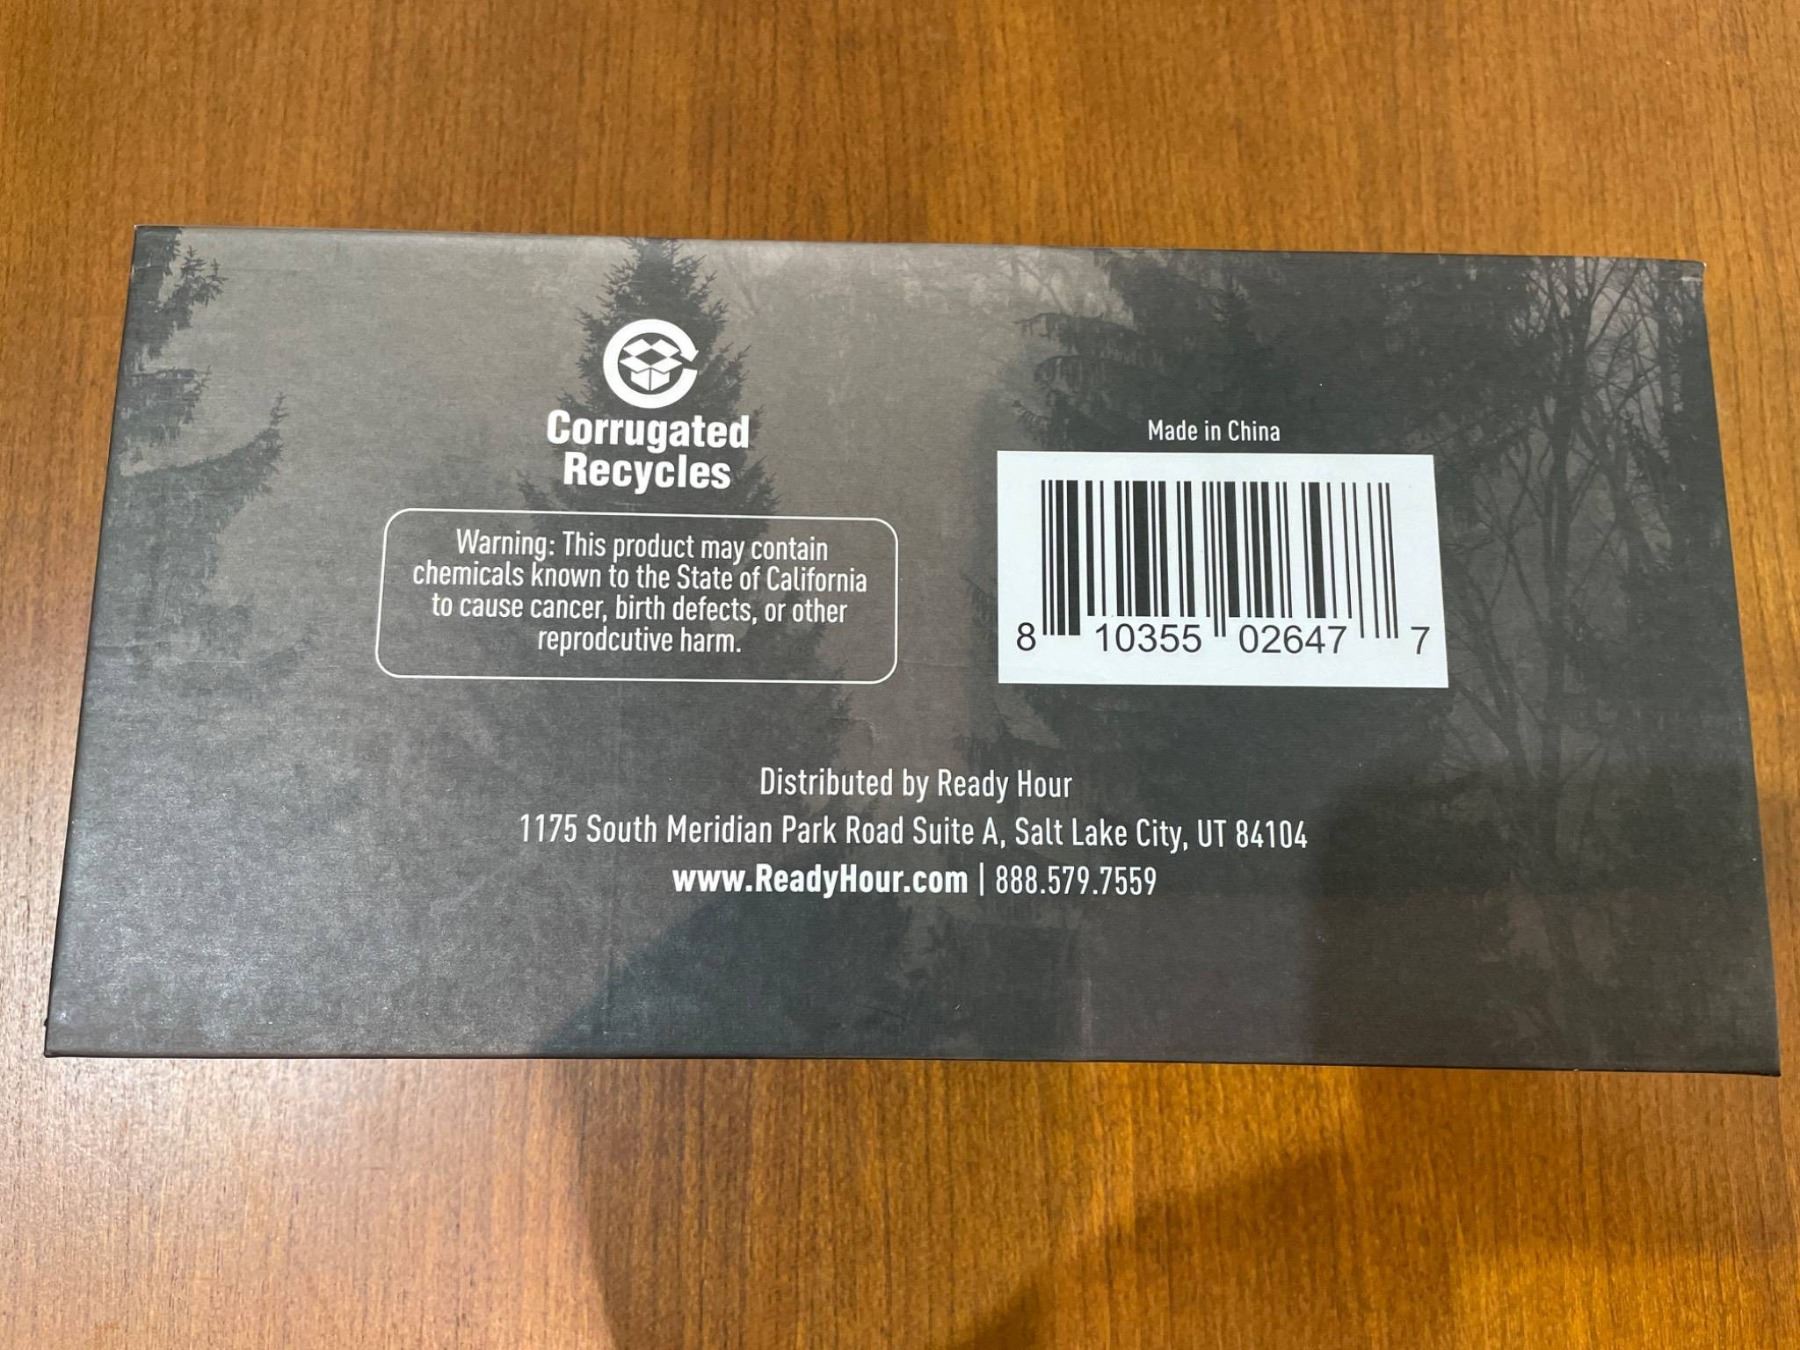 Corrugated
Recycles
Warning: This product may contain
chemicals known to the State of California
to cause cancer, birth defects, or other
reprodcutive harm.
Made in China
8 10355 02647 7
Distributed by Ready Hour
1175 South Meridian Park Road Suite A, Salt Lake City, UT 84104
www.ReadyHour.com | 888.579.7559